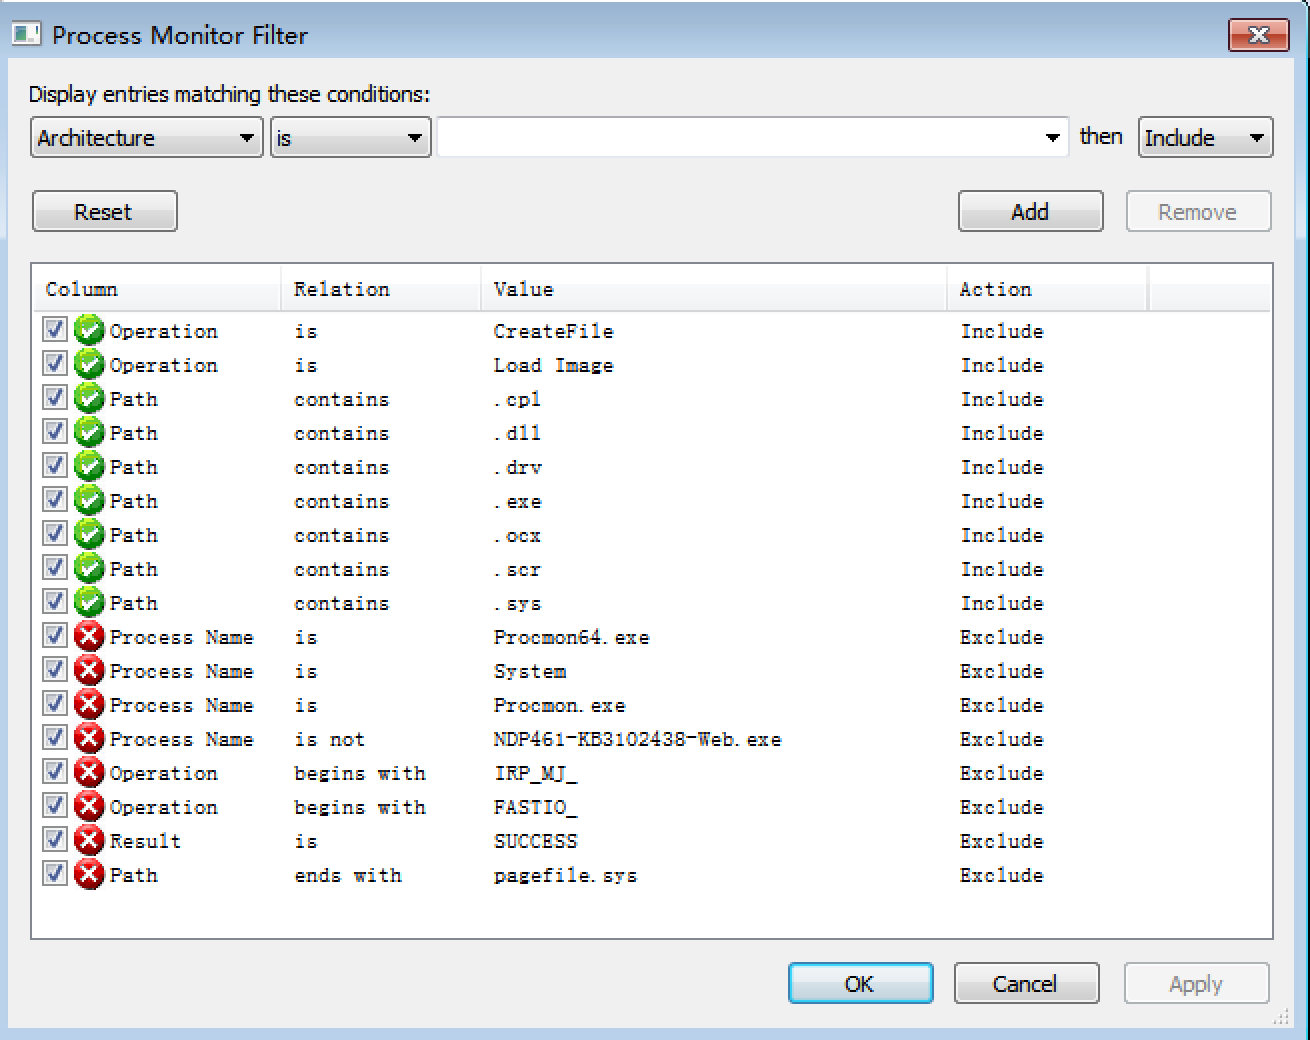 Process Monitor Filter
Display entries matching these conditions:
Architecture is then Include
Reset Add Remove
Column Relation Value Action
Operation is CreateFile Include
Operation is Load Image Include
Path contains .cpl Include
Path contains .dll Include
Path contains .drv Include
Path contains .exe Include
Path contains .ocx Include
Path contains .scr Include
Path contains .sys Include
Process Name is Procmon64.exe Exclude
Process Name is System Exclude
Process Name is Procmon.exe Exclude
Process Name is not NDP461-KB3102438-Web.exe Exclude
Operation begins with IRP_MJ_ Exclude
Operation begins with FASTIO_ Exclude
Result is SUCCESS Exclude
Path ends with pagefile.sys Exclude
OK Cancel Apply